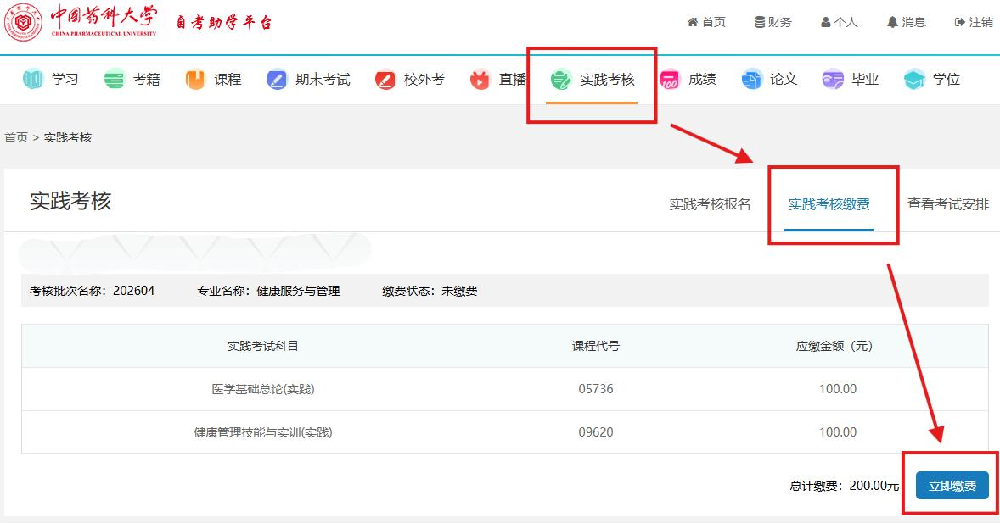 中国药科大学 自考助学平台
CHINA PHARMACEUTICAL UNIVERSITY
首页 财务 个人 消息 注销
学习 考籍 课程 期末考试 校外考 直播 实践考核 成绩 论文 毕业 学位
首页 > 实践考核
实践考核 实践考核报名 实践考核缴费 查看考试安排
考核批次名称：202604 专业名称：健康服务与管理 缴费状态：未缴费
实践考试科目 课程代号 应缴金额（元）
医学基础总论(实践) 05736 100.00
健康管理技能与实训(实践) 09620 100.00
总计缴费：200.00元 立即缴费